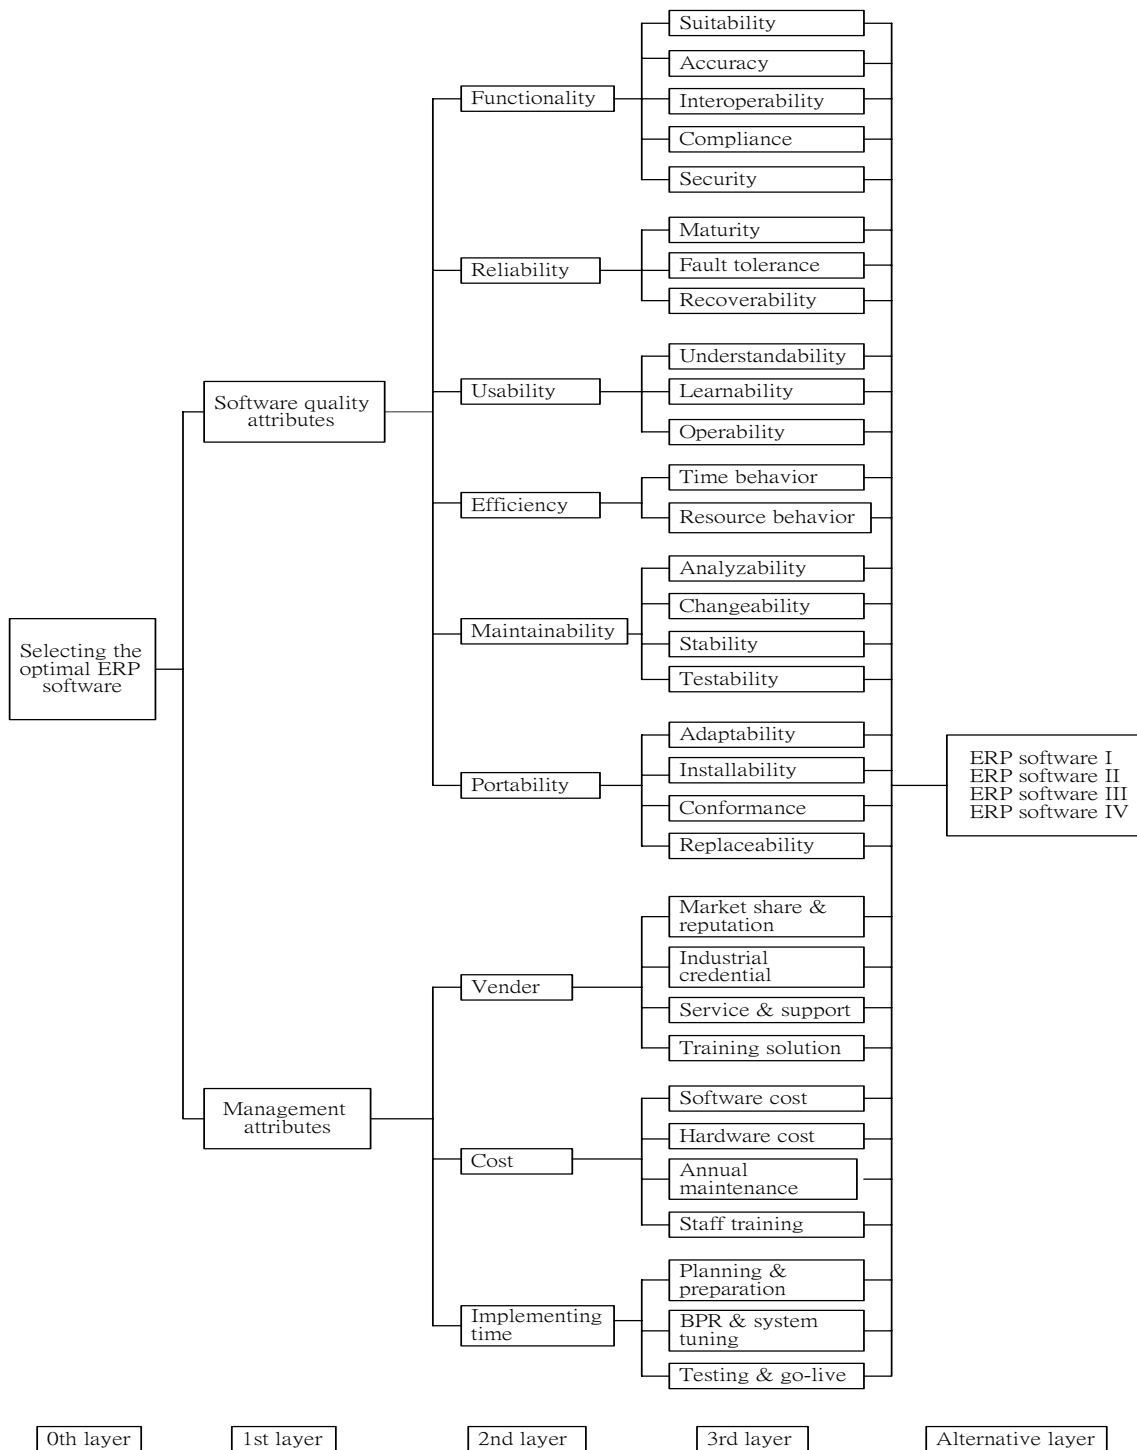 Selecting the
optimal ERP
software
Software quality
attributes
Management
attributes
Functionality
Reliability
Usability
Efficiency
Maintainability
Portability
Vender
Cost
Implementing
time
Suitability
Accuracy
Interoperability
Compliance
Security
Maturity
Fault tolerance
Recoverability
Understandability
Learnability
Operability
Time behavior
Resource behavior
Analyzability
Changeability
Stability
Testability
Adaptability
Installability
Conformance
Replaceability
Market share &
reputation
Industrial
credential
Service & support
Training solution
Software cost
Hardware cost
Annual
maintenance
Staff training
Planning &
preparation
BPR & system
tuning
Testing & go-live
ERP software I
ERP software II
ERP software III
ERP software IV
0th layer
1st layer
2nd layer
3rd layer
Alternative layer